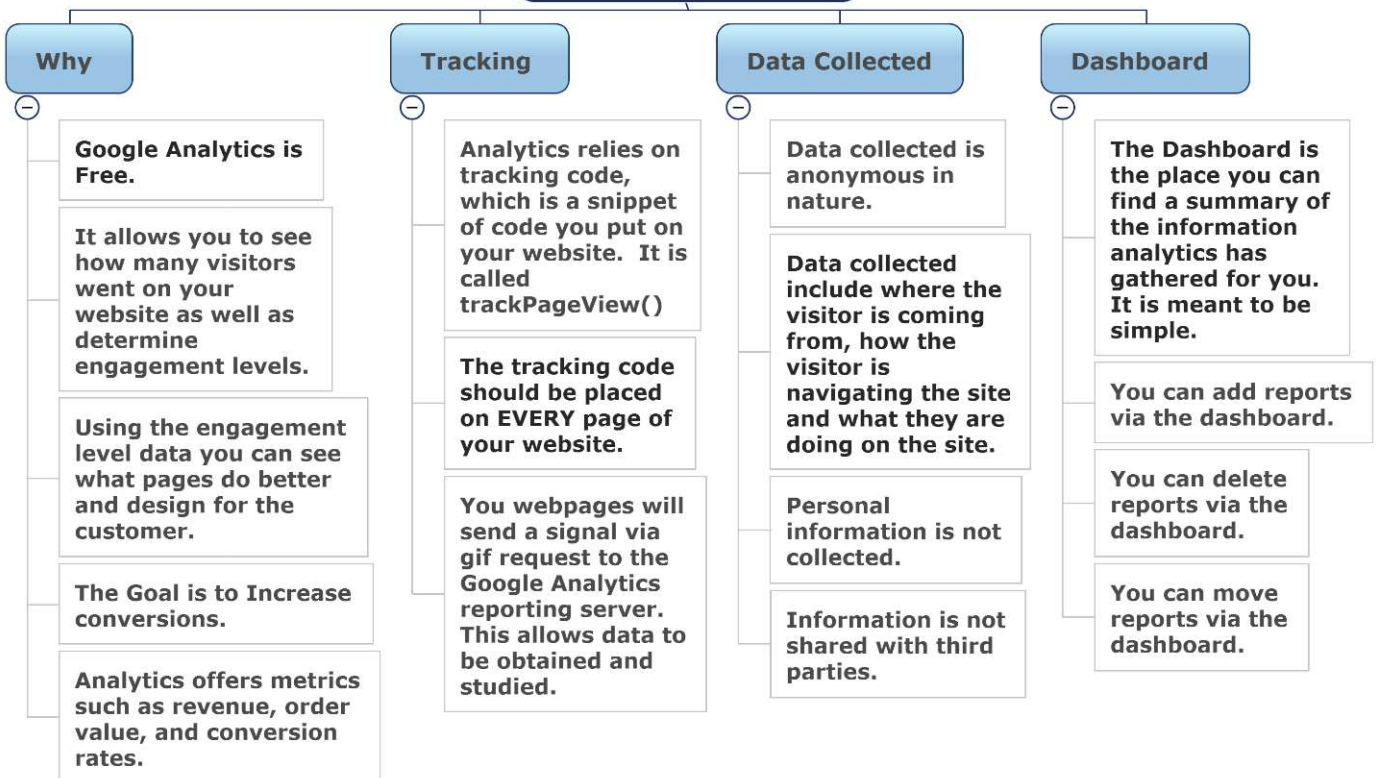 Why
Google Analytics is
Free.
It allows you to see
how many visitors
went on your
website as well as
determine
engagement levels.
Using the engagement
level data you can see
what pages do better
and design for the
customer.
The Goal is to Increase
conversions.
Analytics offers metrics
such as revenue, order
value, and conversion
rates.
Tracking
Analytics relies on
tracking code,
which is a snippet
of code you put on
your website.  It is
called
trackPageView()
The tracking code
should be placed
on EVERY page of
your website.
You webpages will
send a signal via
gif request to the
Google Analytics
reporting server.
This allows data to
be obtained and
studied.
Data Collected
Data collected is
anonymous in
nature.
Data collected
include where the
visitor is coming
from, how the
visitor is
navigating the site
and what they are
doing on the site.
Personal
information is not
collected.
Information is not
shared with third
parties.
Dashboard
The Dashboard is
the place you can
find a summary of
the information
analytics has
gathered for you.
It is meant to be
simple.
You can add reports
via the dashboard.
You can delete
reports via the
dashboard.
You can move
reports via the
dashboard.